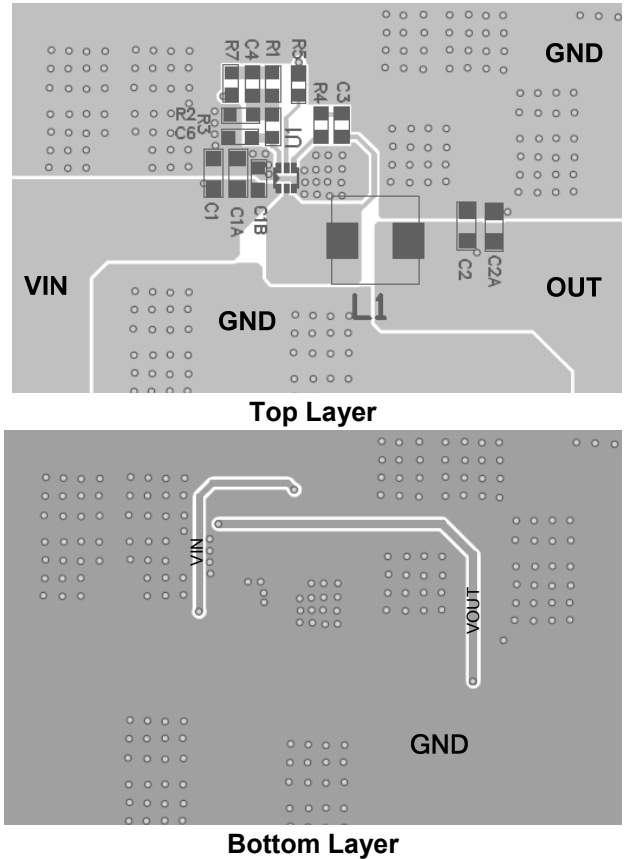 R7 C4 R1 R5
GND
R4 C3
R2
R3
C6
U1
C1 C1A C1B
C2 C2A
VIN
OUT
GND
L1
Top Layer
VIN
VOUT
GND
Bottom Layer